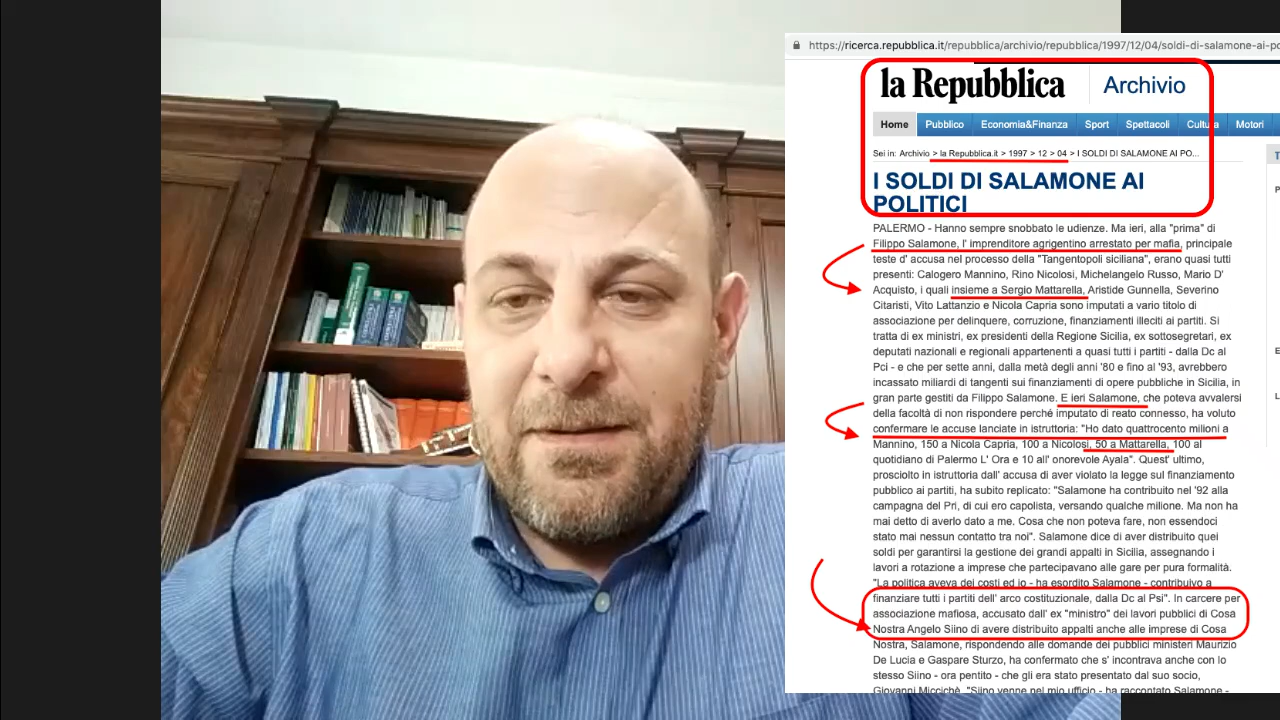 https://ricerca.repubblica.it/repubblica/archivio/repubblica/1997/12/04/soldi-di-salamone-ai-po
la Repubblica Archivio
Home Pubblico Economia&Finanza Sport Spettacoli Cultura Motori
Sei in: Archivio > la Repubblica.it > 1997 > 12 > 04 > I SOLDI DI SALAMONE AI PO...
I SOLDI DI SALAMONE AI
POLITICI
PALERMO - Hanno sempre snobbato le udienze. Ma ieri, alla "prima" di
Filippo Salamone, l' imprenditore agrigentino arrestato per mafia, principale
teste d' accusa nel processo della "Tangentopoli siciliana", erano quasi tutti
presenti: Calogero Mannino, Rino Nicolosi, Michelangelo Russo, Mario D'
Acquisto, i quali insieme a Sergio Mattarella, Aristide Gunnella, Severino
Citaristi, Vito Lattanzio e Nicola Capria sono imputati a vario titolo di
associazione per delinquere, corruzione, finanziamenti illeciti ai partiti. Si
tratta di ex ministri, ex presidenti della Regione Sicilia, ex sottosegretari, ex
deputati nazionali e regionali appartenenti a quasi tutti i partiti - dalla Dc al
Pci - e che per sette anni, dalla metà degli anni '80 e fino al '93, avrebbero
incassato miliardi di tangenti sui finanziamenti di opere pubbliche in Sicilia, in
gran parte gestiti da Filippo Salamone. E ieri Salamone, che poteva avvalersi
della facoltà di non rispondere perché imputato di reato connesso, ha voluto
confermare le accuse lanciate in istruttoria: "Ho dato quattrocento milioni a
Mannino, 150 a Nicola Capria, 100 a Nicolosi, 50 a Mattarella, 100 al
quotidiano di Palermo L' Ora e 10 all' onorevole Ayala". Quest' ultimo,
prosciolto in istruttoria dall' accusa di aver violato la legge sul finanziamento
pubblico ai partiti, ha subito replicato: "Salamone ha contribuito nel '92 alla
campagna del Pri, di cui ero capolista, versando qualche milione. Ma non ha
mai detto di averlo dato a me. Cosa che non poteva fare, non essendoci
stato mai nessun contatto tra noi". Salamone dice di aver distribuito quei
soldi per garantirsi la gestione dei grandi appalti in Sicilia, assegnando i
lavori a rotazione a imprese che partecipavano alle gare per pura formalità.
"La politica aveva dei costi ed io - ha esordito Salamone - contribuivo a
finanziare tutti i partiti dell' arco costituzionale, dalla Dc al Psi". In carcere per
associazione mafiosa, accusato dall' ex "ministro" dei lavori pubblici di Cosa
Nostra Angelo Siino di avere distribuito appalti anche alle imprese di Cosa
Nostra, Salamone, rispondendo alle domande dei pubblici ministeri Maurizio
De Lucia e Gaspare Sturzo, ha confermato che s' incontrava anche con lo
stesso Siino - ora pentito - che gli era stato presentato dal suo socio,
Giovanni Miccichè. "Siino venne nel mio ufficio - ha raccontato Salamone -